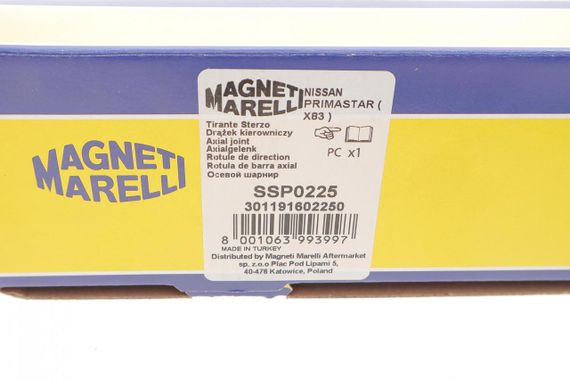 MAGNETI
MARELLI
MAGNETI
MARELLI
NISSAN
PRIMASTAR (
X83 )
Tirante Sterzo
Drążek kierowniczy
Axial joint
Axialgelenk
Rotule de direction
Rotula de barra axial
Осевой шарнир
PC x1
SSP0225
301191602250
8 001063 993997
MADE IN TURKEY
Distributed by Magneti Marelli Aftermarket
sp. z.o.o Plac Pod Lipami 5,
40-476 Katowice, Poland